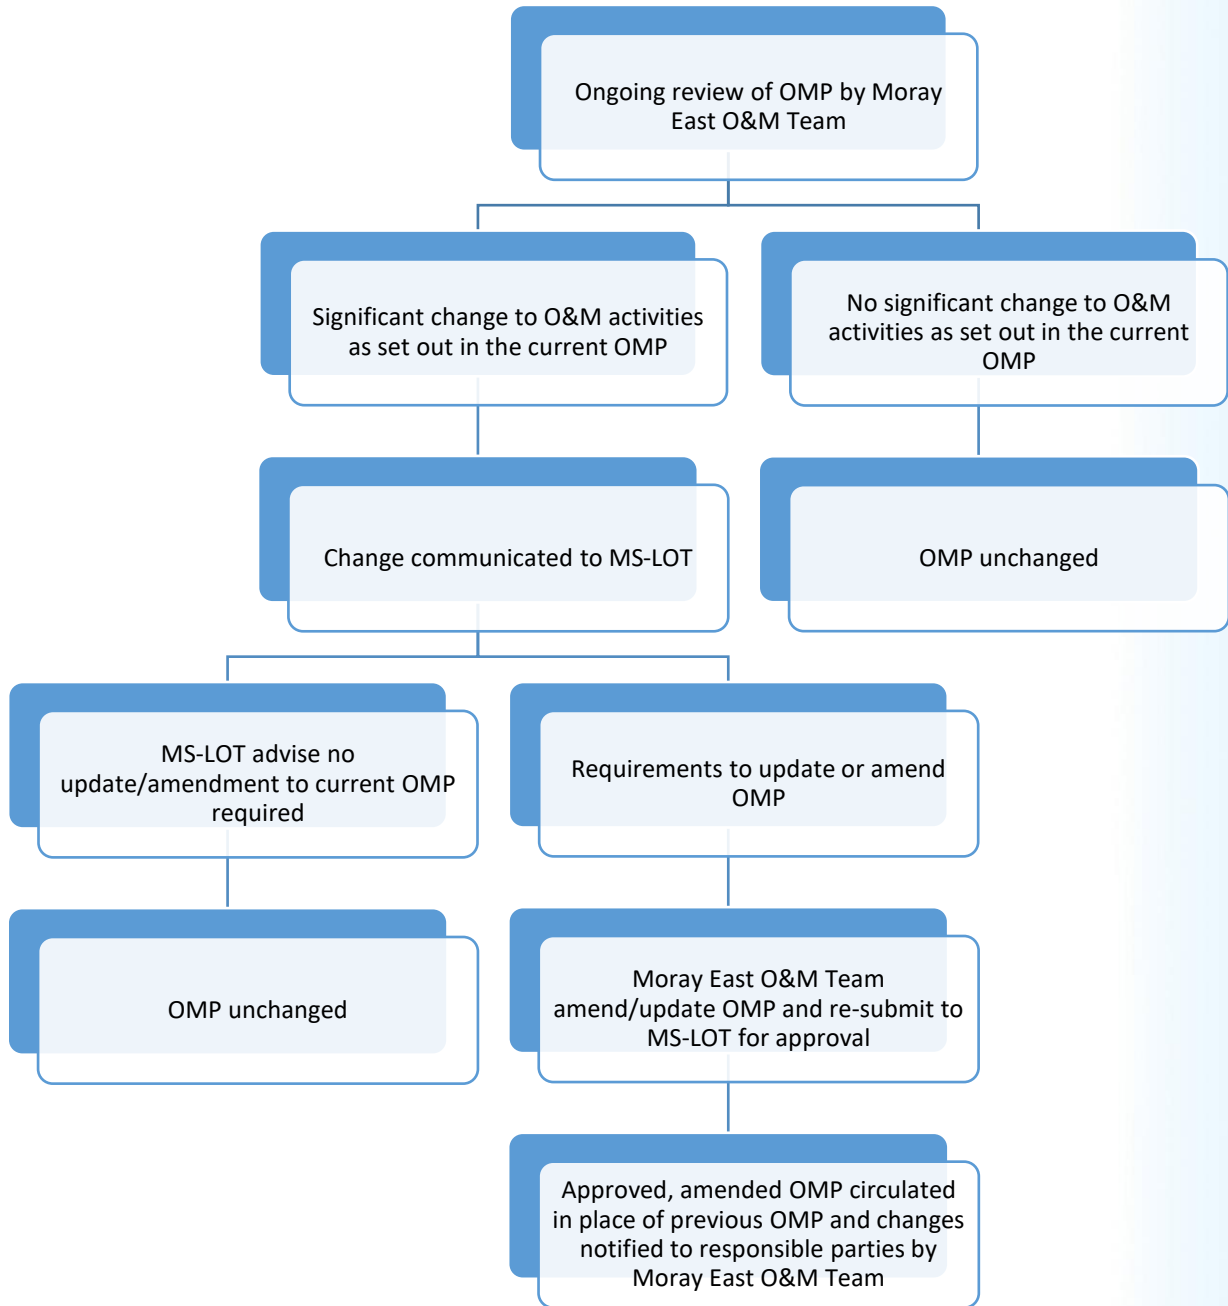 Ongoing review of OMP by Moray
East O&M Team
Significant change to O&M activities
as set out in the current OMP
No significant change to O&M
activities as set out in the current
OMP
Change communicated to MS-LOT
OMP unchanged
MS-LOT advise no
update/amendment to current OMP
required
Requirements to update or amend
OMP
OMP unchanged
Moray East O&M Team
amend/update OMP and re-submit to
MS-LOT for approval
Approved, amended OMP circulated
in place of previous OMP and changes
notified to responsible parties by
Moray East O&M Team